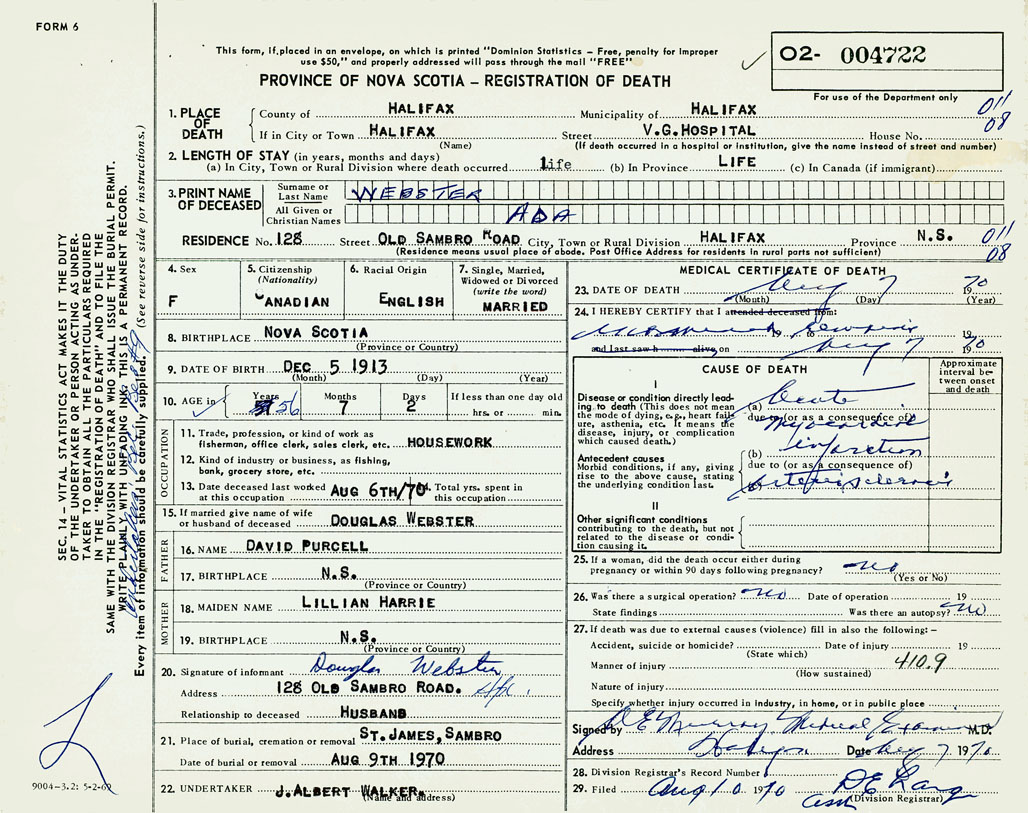 FORM 6
This form, if placed in an envelope, on which is printed "Dominion Statistics - Free, penalty for improper
use $50," and properly addressed will pass through the mail "FREE"
02- 004722
For use of the Department only
PROVINCE OF NOVA SCOTIA - REGISTRATION OF DEATH
1. PLACE OF DEATH
County of HALIFAX Municipality of HALIFAX 011
If in City or Town HALIFAX Street V.G. HOSPITAL House No. 08
(Name) (If death occurred in a hospital or institution, give the name instead of street and number)
2. LENGTH OF STAY (in years, months and days)
(a) In City, Town or Rural Division where death occurred life (b) In Province LIFE (c) In Canada (if immigrant)
3. PRINT NAME OF DECEASED
Surname or Last Name WEBSTER
All Given or Christian Names ADA
RESIDENCE No. 128 Street OLD SAMBRO ROAD City, Town or Rural Division HALIFAX Province N.S. 011
(Residence means usual place of abode. Post Office Address for residents in rural parts not sufficient) 08
4. Sex
F
5. Citizenship
(Nationality)
CANADIAN
6. Racial Origin
ENGLISH
7. Single, Married,
Widowed or Divorced
(write the word)
MARRIED
8. BIRTHPLACE NOVA SCOTIA
(Province or Country)
9. DATE OF BIRTH DEC 5 1913
(Month) (Day) (Year)
10. AGE in
Years Months Days If less than one day old
56 7 2 hrs. or min.
OCCUPATION
11. Trade, profession, or kind of work as
fisherman, office clerk, sales clerk, etc. HOUSEWORK
12. Kind of industry or business, as fishing,
bank, grocery store, etc.
13. Date deceased last worked at this occupation AUG 6TH/70
14. Total yrs. spent in this occupation
15. If married give name of wife
or husband of deceased DOUGLAS WEBSTER
FATHER
16. NAME DAVID PURCELL
17. BIRTHPLACE N.S.
(Province or Country)
MOTHER
18. MAIDEN NAME LILLIAN HARRIE
19. BIRTHPLACE N.S.
(Province or Country)
20. Signature of informant Douglas Webster
Address 128 OLD SAMBRO ROAD. Hfx.
Relationship to deceased HUSBAND
21. Place of burial, cremation or removal ST. JAMES, SAMBRO
Date of burial or removal AUG 9TH 1970
22. UNDERTAKER J. ALBERT WALKER.
(Name and address)
MEDICAL CERTIFICATE OF DEATH
23. DATE OF DEATH Aug 7 1970
(Month) (Day) (Year)
24. I HEREBY CERTIFY that I attended deceased from:
19 to 19
and last saw h alive on Aug 7 1970
CAUSE OF DEATH
Approximate interval between onset and death
I
Disease or condition directly leading to death (This does not
mean the mode of dying, e.g., heart failure, asthenia, etc. It means the
disease, injury, or complication which caused death.)
(a) Acute
due to (or as a consequence of)
myocardial
Antecedent causes
Morbid conditions, if any, giving
rise to the above cause, stating
the underlying condition last.
(b) infarction
due to (or as a consequence of)
Arteriosclerosis
II
Other significant conditions
contributing to the death, but not
related to the disease or condition causing it.
25. If a woman, did the death occur either during
pregnancy or within 90 days following pregnancy? no
(Yes or No)
26. Was there a surgical operation? no Date of operation 19
State findings Was there an autopsy? no
27. If death was due to external causes (violence) fill in also the following:-
Accident, suicide or homicide? Date of injury 19
(State which)
Manner of injury 410.9
(How sustained)
Nature of injury
Specify whether injury occurred in industry, in home, or in public place
Signed by D E Murray Medical Examiner M.D.
Address Halifax Date Aug 7 1970
28. Division Registrar's Record Number
29. Filed Aug 10 1970 D E Lang
(Division Registrar)
SEC. 14 - VITAL STATISTICS ACT MAKES IT THE DUTY
OF THE UNDERTAKER OR PERSON ACTING AS UNDERTAKER TO OBTAIN ALL THE PARTICULARS REQUIRED
IN THE "REGISTRATION OF DEATH" AND TO FILE THE
SAME WITH THE DIVISION REGISTRAR WHO SHALL ISSUE THE BURIAL PERMIT.
WRITE PLAINLY WITH UNFADING INK, THIS IS A PERMANENT RECORD.
Every item of information should be carefully supplied. (See reverse side for instructions.)
9004-3.2: 5-2-69